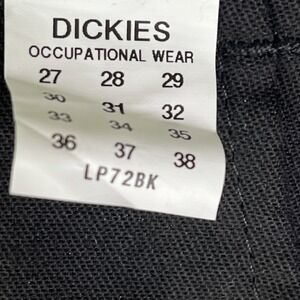 DICKIES
OCCUPATIONAL WEAR
27 28 29
30 31 32
33 34 35
36 37 38
LP72BK